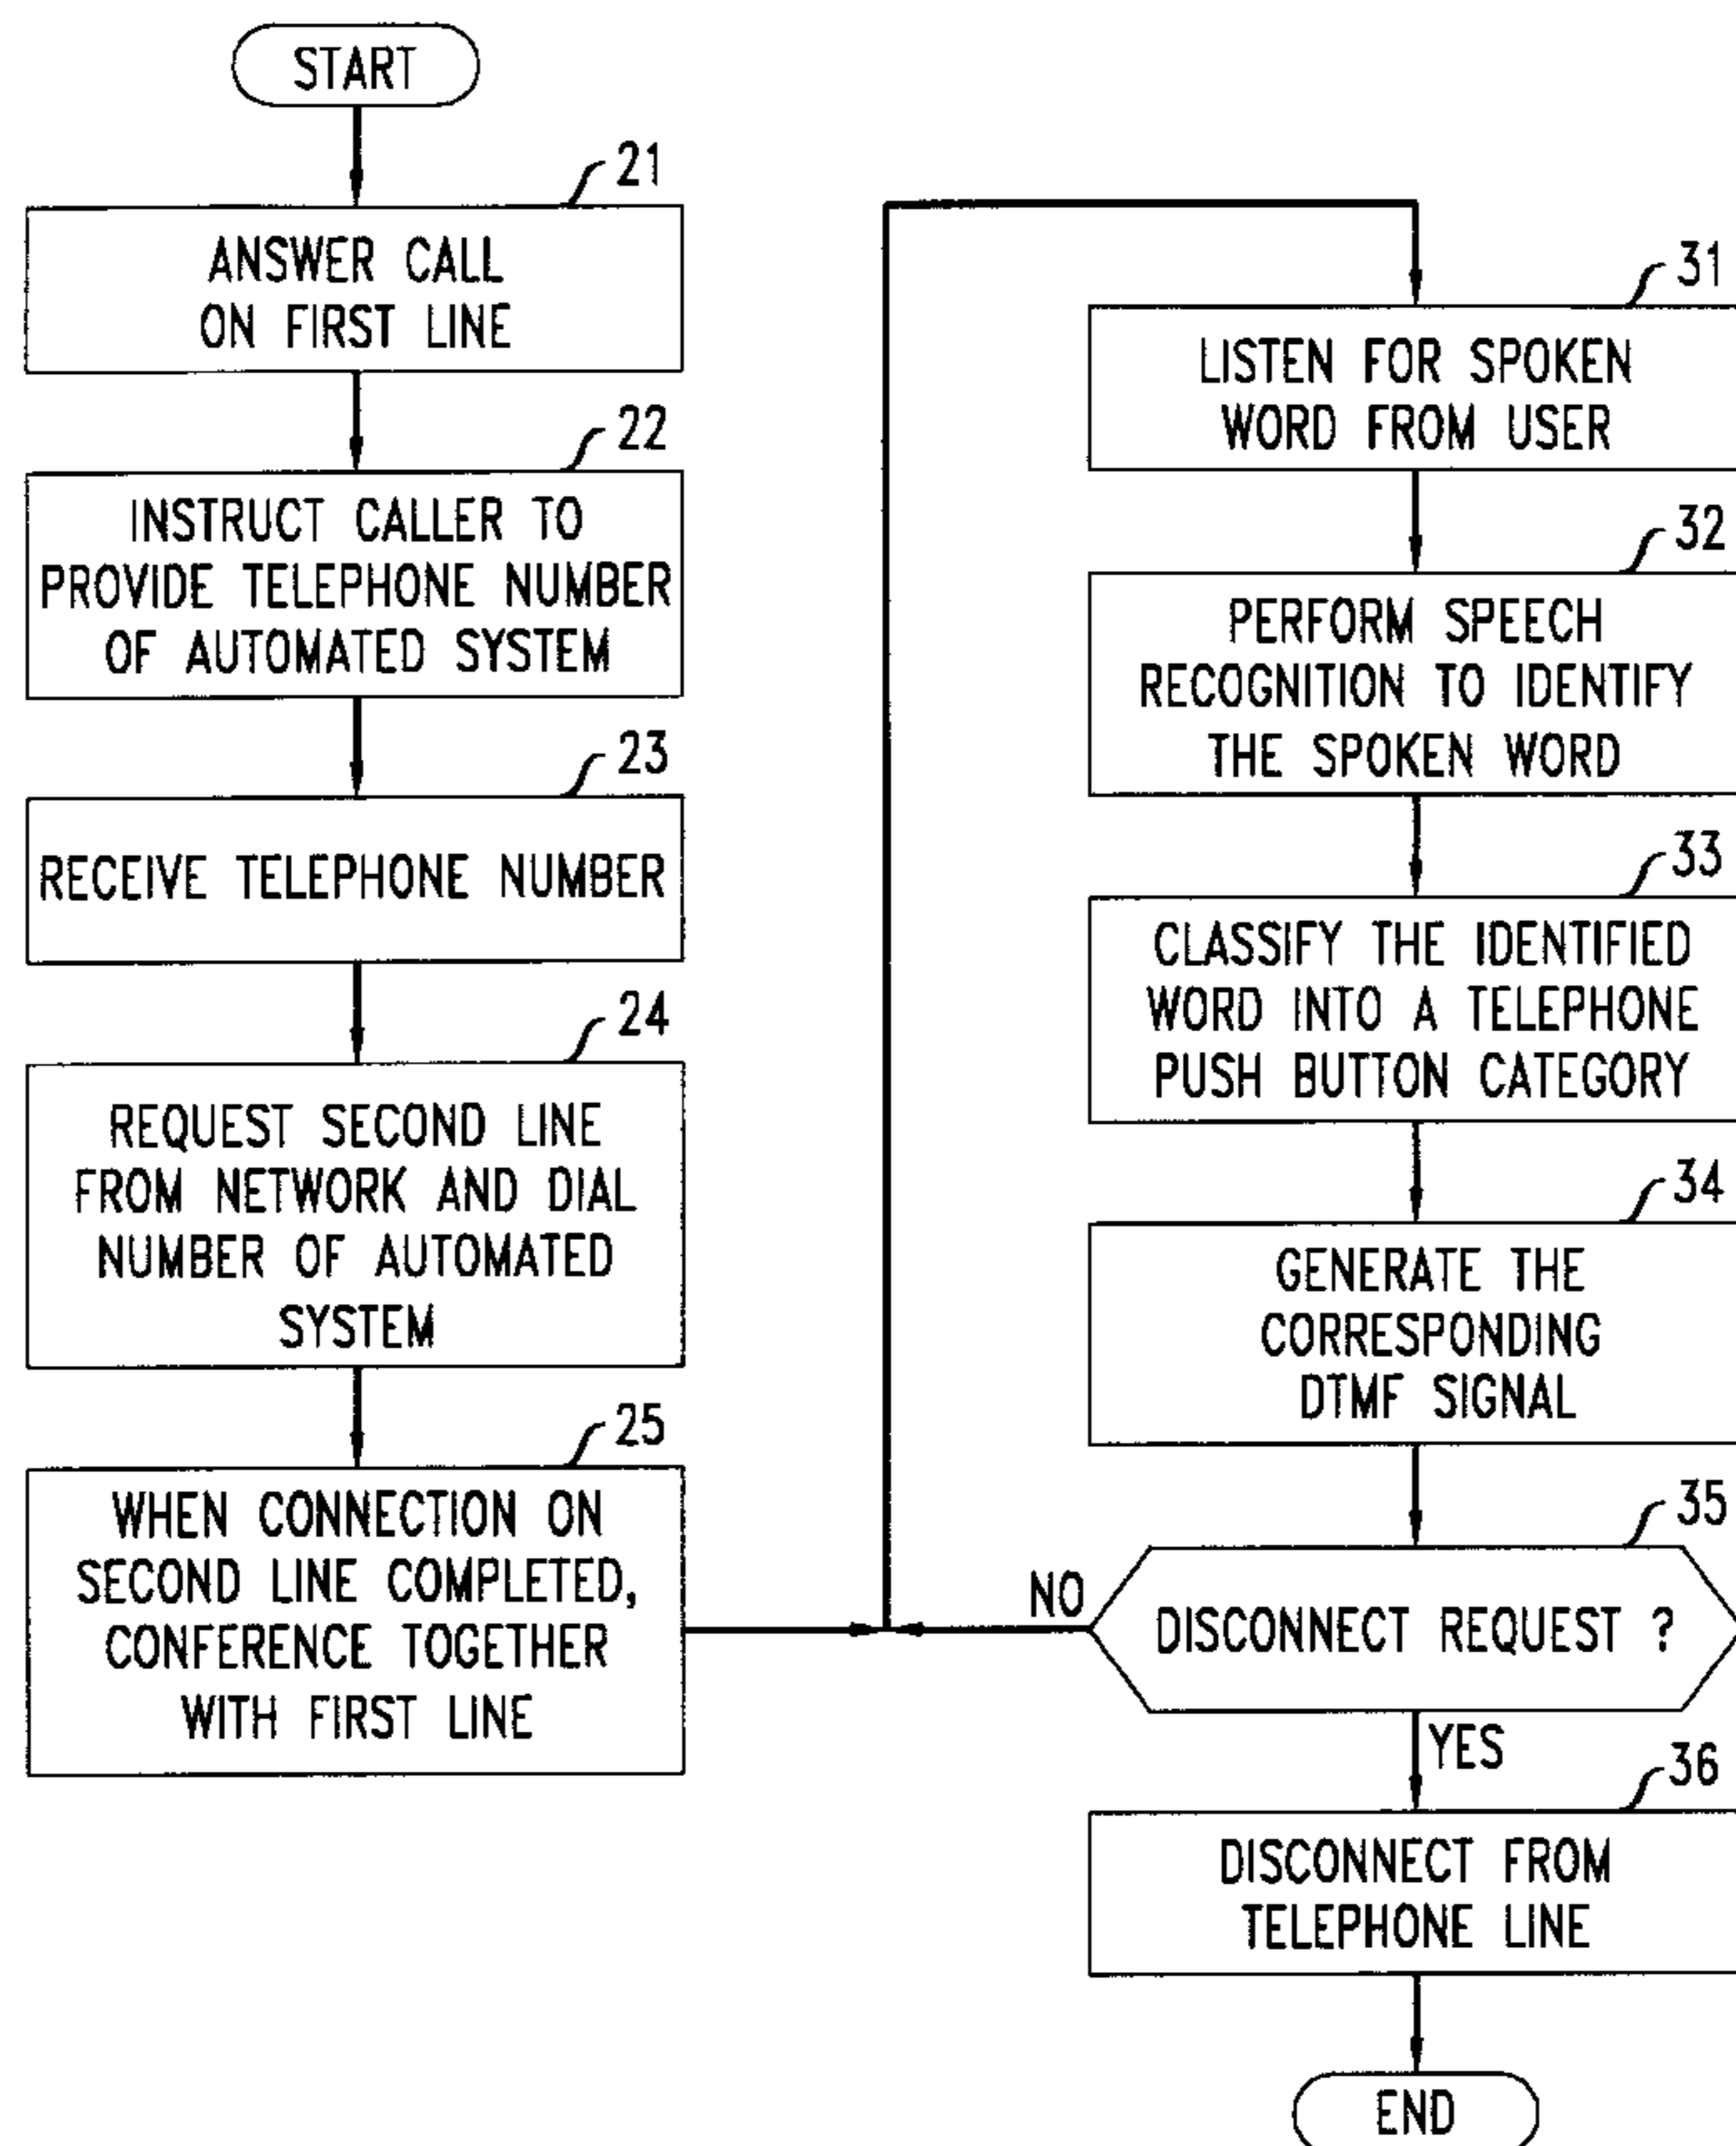 START
21
ANSWER CALL
ON FIRST LINE
22
INSTRUCT CALLER TO
PROVIDE TELEPHONE NUMBER
OF AUTOMATED SYSTEM
23
RECEIVE TELEPHONE NUMBER
24
REQUEST SECOND LINE
FROM NETWORK AND DIAL
NUMBER OF AUTOMATED
SYSTEM
25
WHEN CONNECTION ON
SECOND LINE COMPLETED,
CONFERENCE TOGETHER
WITH FIRST LINE
31
LISTEN FOR SPOKEN
WORD FROM USER
32
PERFORM SPEECH
RECOGNITION TO IDENTIFY
THE SPOKEN WORD
33
CLASSIFY THE IDENTIFIED
WORD INTO A TELEPHONE
PUSH BUTTON CATEGORY
34
GENERATE THE
CORRESPONDING
DTMF SIGNAL
35
NO
DISCONNECT REQUEST ?
YES
36
DISCONNECT FROM
TELEPHONE LINE
END